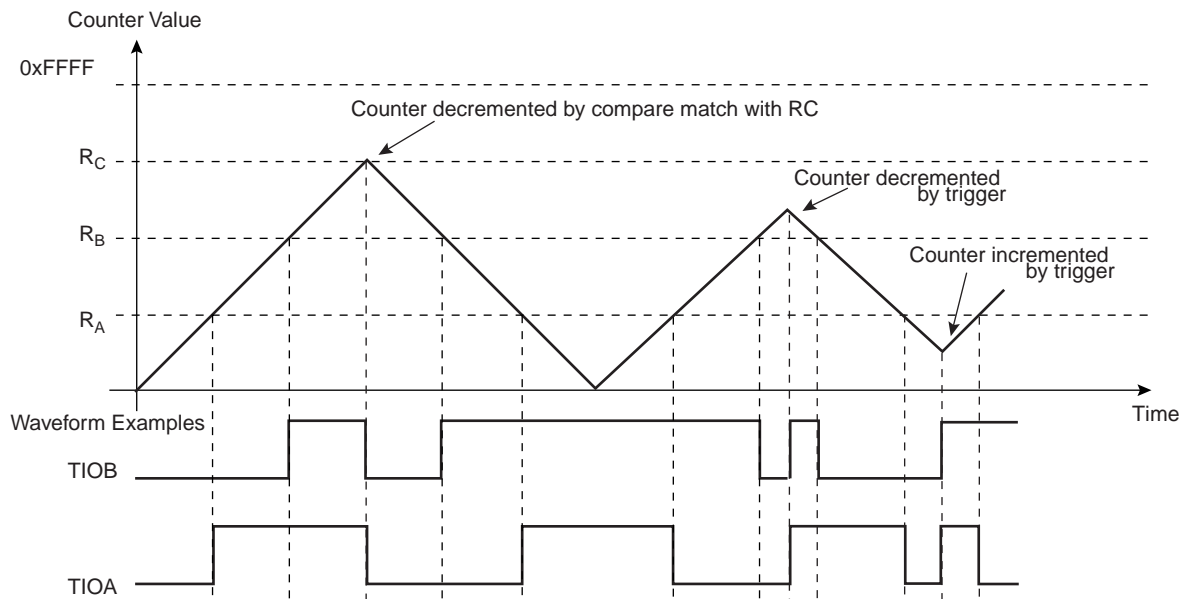 Counter Value
0xFFFF
Counter decremented by compare match with RC
RC
Counter decremented
by trigger
RB
Counter incremented
by trigger
RA
Time
Waveform Examples
TIOB
TIOA